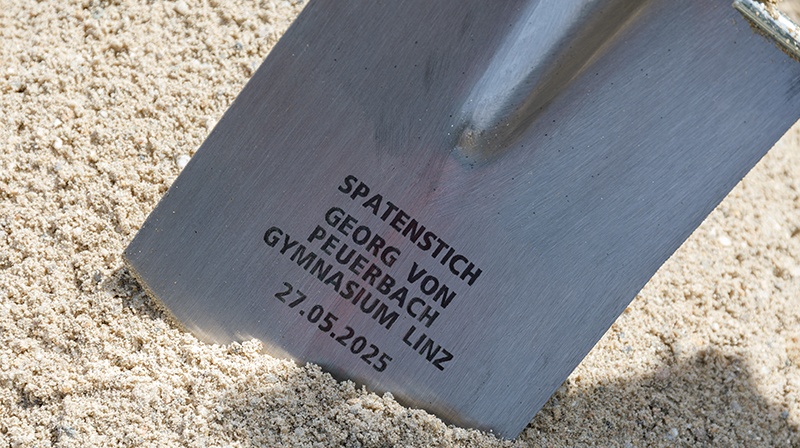 SPATENSTICH
GEORG VON
PEUERBACH
GYMNASIUM LINZ
27.05.2025